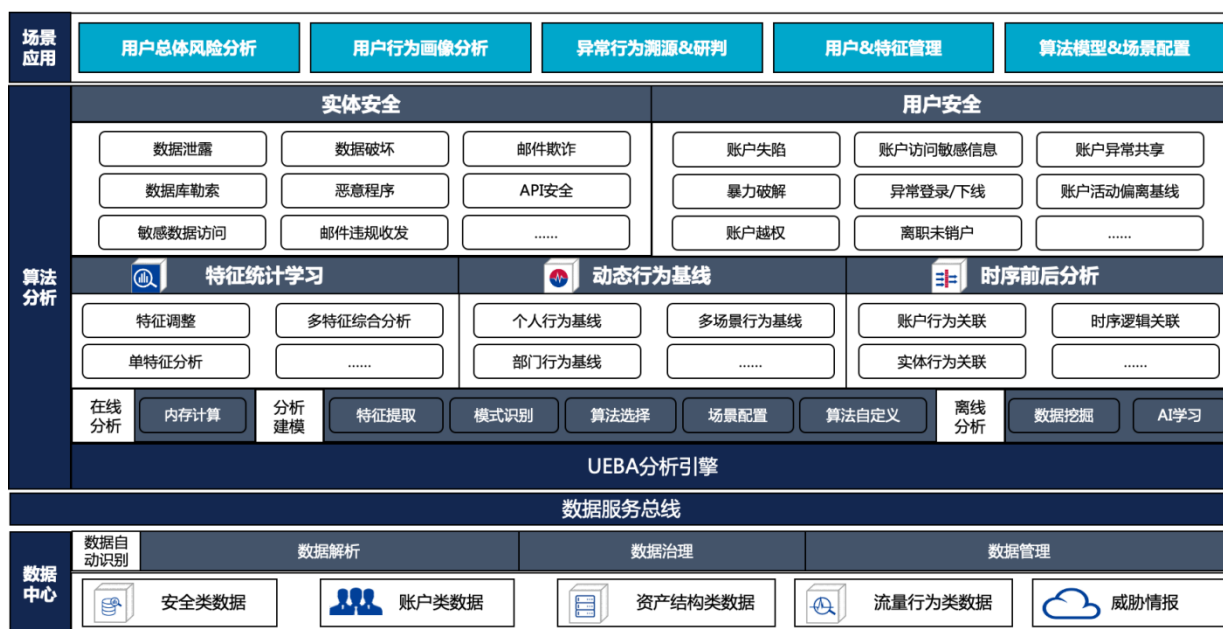 场景
应用
用户总体风险分析
用户行为画像分析
异常行为溯源&研判
用户&特征管理
算法模型&场景配置
算法
分析
实体安全
用户安全
数据泄露
数据破坏
邮件欺诈
账户失陷
账户访问敏感信息
账户异常共享
数据库勒索
恶意程序
API安全
暴力破解
异常登录/下线
账户活动偏离基线
敏感数据访问
邮件违规收发
......
账户越权
离职未销户
......
特征统计学习
动态行为基线
时序前后分析
特征调整
多特征综合分析
个人行为基线
多场景行为基线
账户行为关联
时序逻辑关联
单特征分析
......
部门行为基线
......
实体行为关联
......
在线
分析
内存计算
分析
建模
特征提取
模式识别
算法选择
场景配置
算法自定义
离线
分析
数据挖掘
AI学习
UEBA分析引擎
数据服务总线
数据
中心
数据自
动识别
数据解析
数据治理
数据管理
安全类数据
账户类数据
资产结构类数据
流量行为类数据
威胁情报